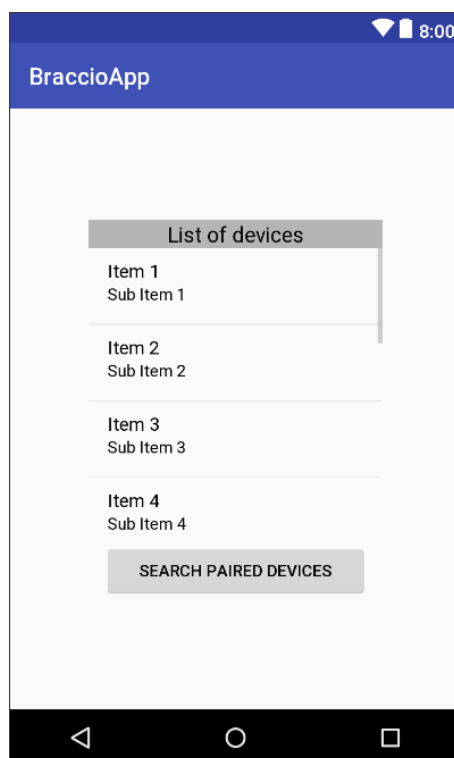 8:00
BraccioApp
List of devices
Item 1
Sub Item 1
Item 2
Sub Item 2
Item 3
Sub Item 3
Item 4
Sub Item 4
SEARCH PAIRED DEVICES